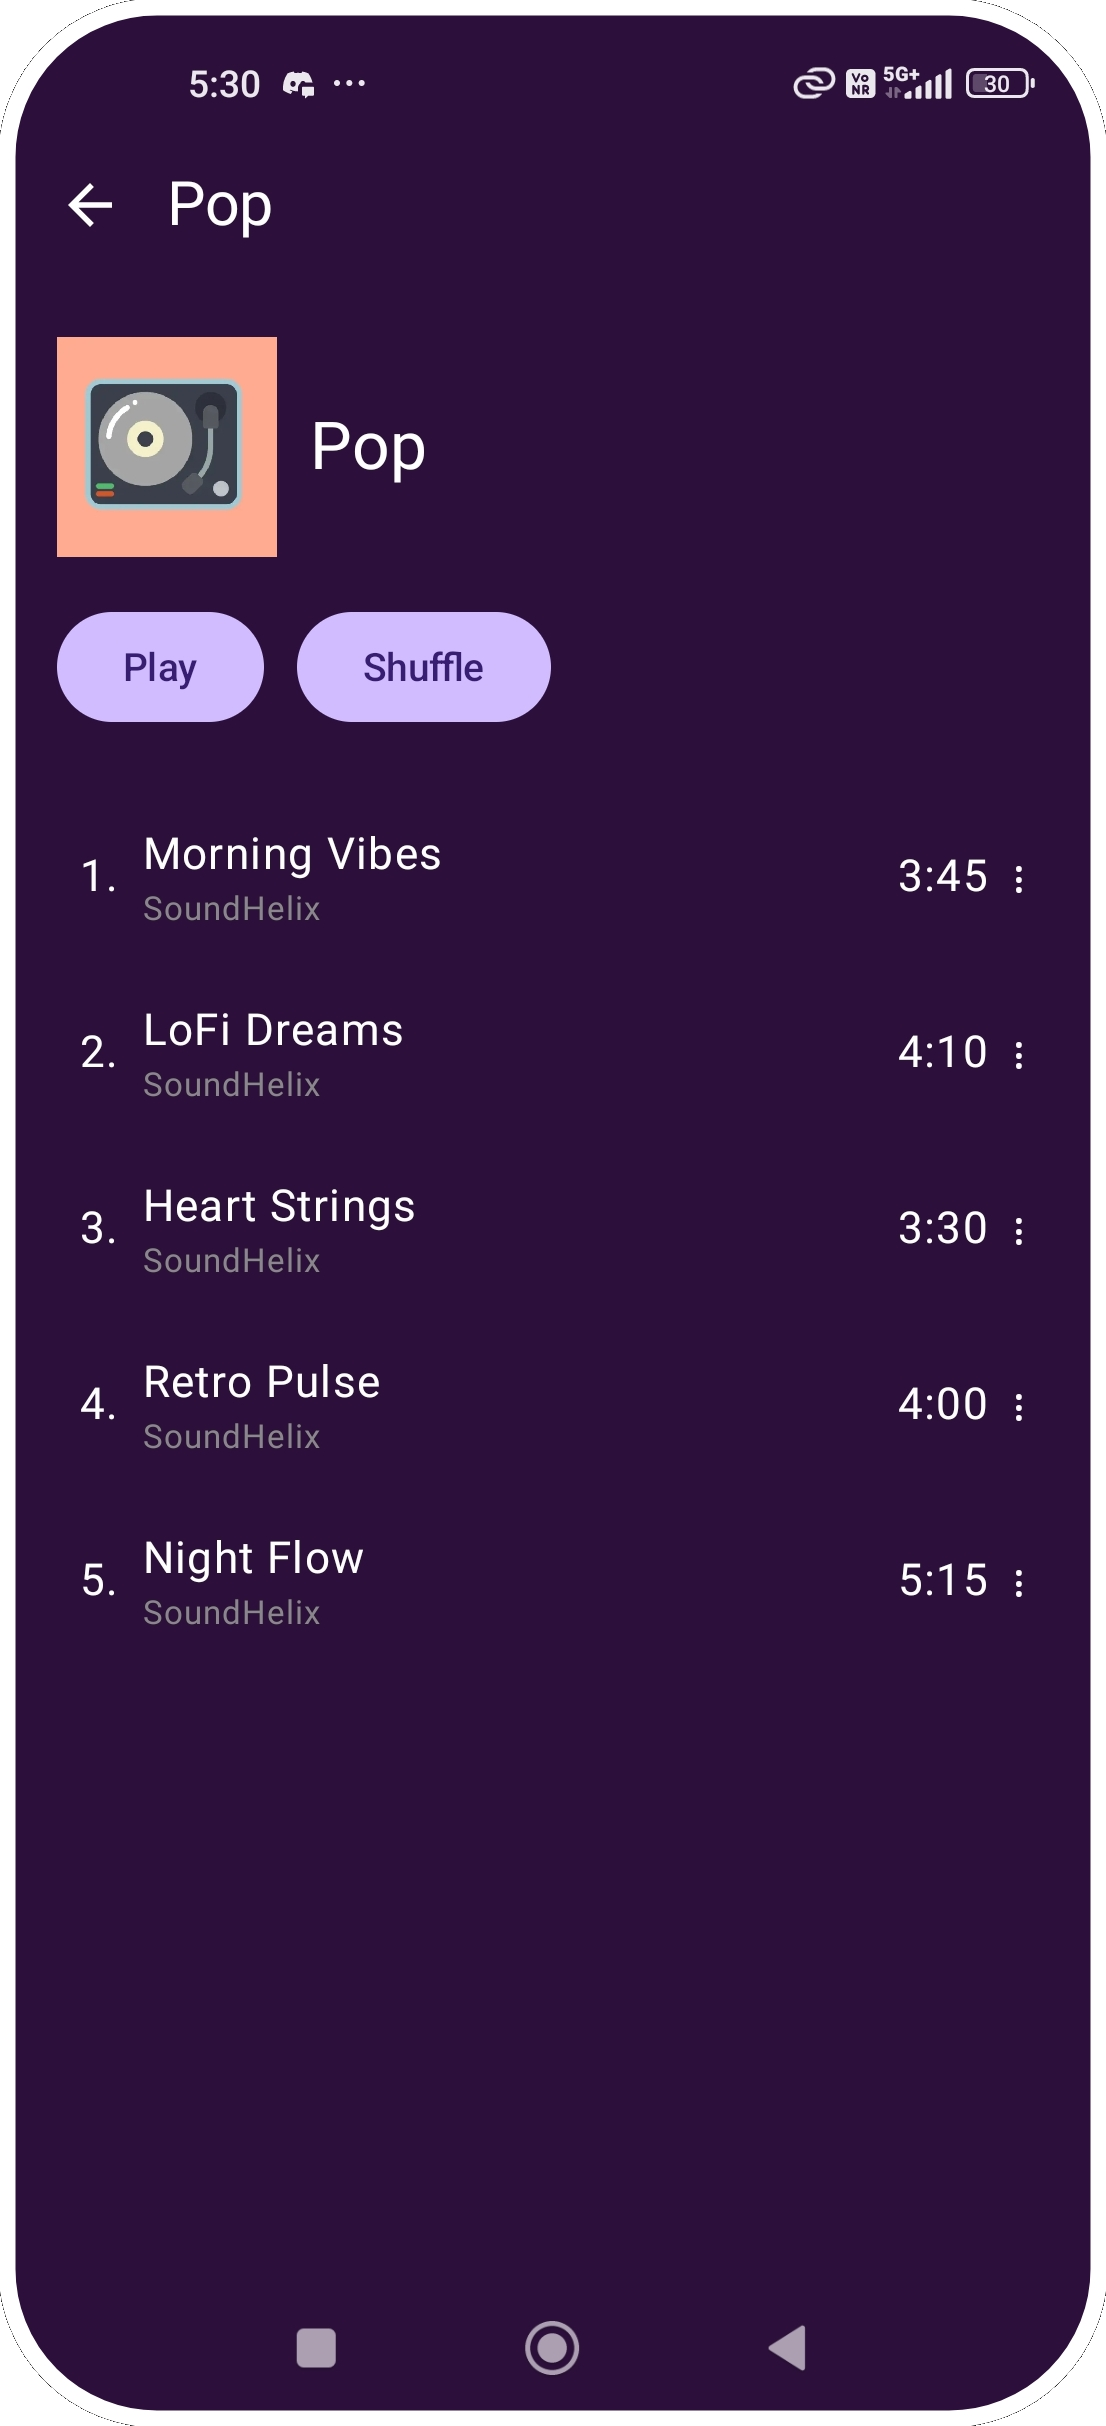 5:30 ... Vo NR 5G+ 30
Pop
Pop
Play Shuffle
1. Morning Vibes 3:45
SoundHelix
2. LoFi Dreams 4:10
SoundHelix
3. Heart Strings 3:30
SoundHelix
4. Retro Pulse 4:00
SoundHelix
5. Night Flow 5:15
SoundHelix